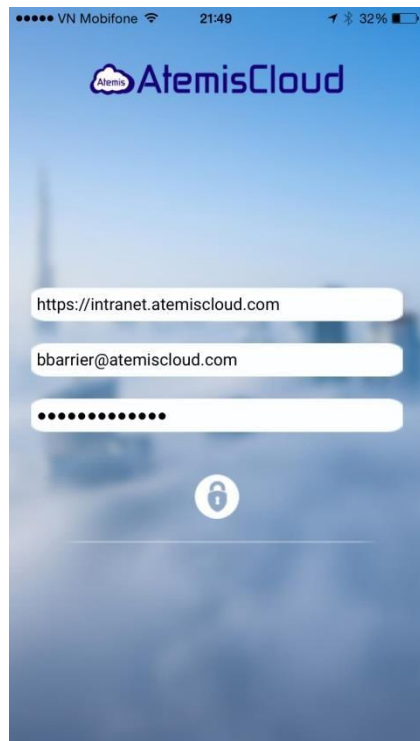 VN Mobifone 21:49 32%
Atemis AtemisCloud
https://intranet.atemiscloud.com
bbarrier@atemiscloud.com
•••••••••••••